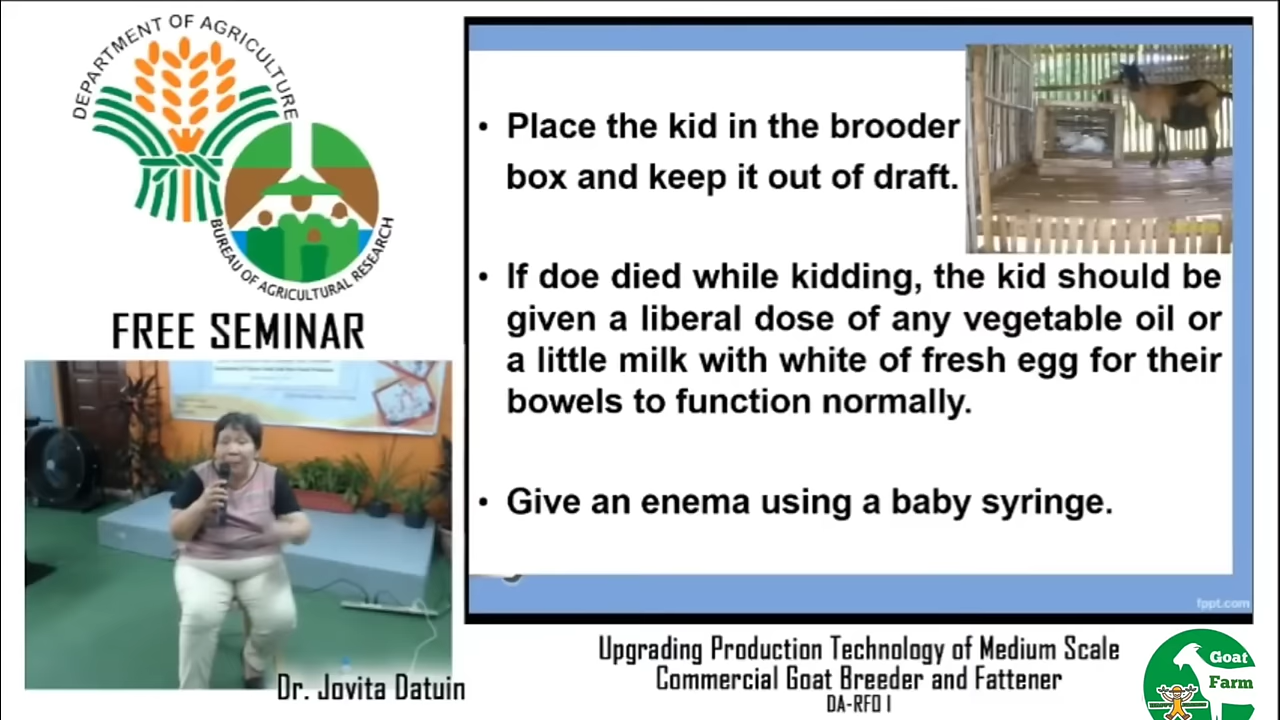 DEPARTMENT OF AGRICULTURE
BUREAU OF AGRICULTURAL RESEARCH
FREE SEMINAR
• Place the kid in the brooder
box and keep it out of draft.
• If doe died while kidding, the kid should be
given a liberal dose of any vegetable oil or
a little milk with white of fresh egg for their
bowels to function normally.
• Give an enema using a baby syringe.
fppt.com
Dr. Jovita Datuin
Upgrading Production Technology of Medium Scale
Commercial Goat Breeder and Fattener
DA-RFO I
Goat
Farm